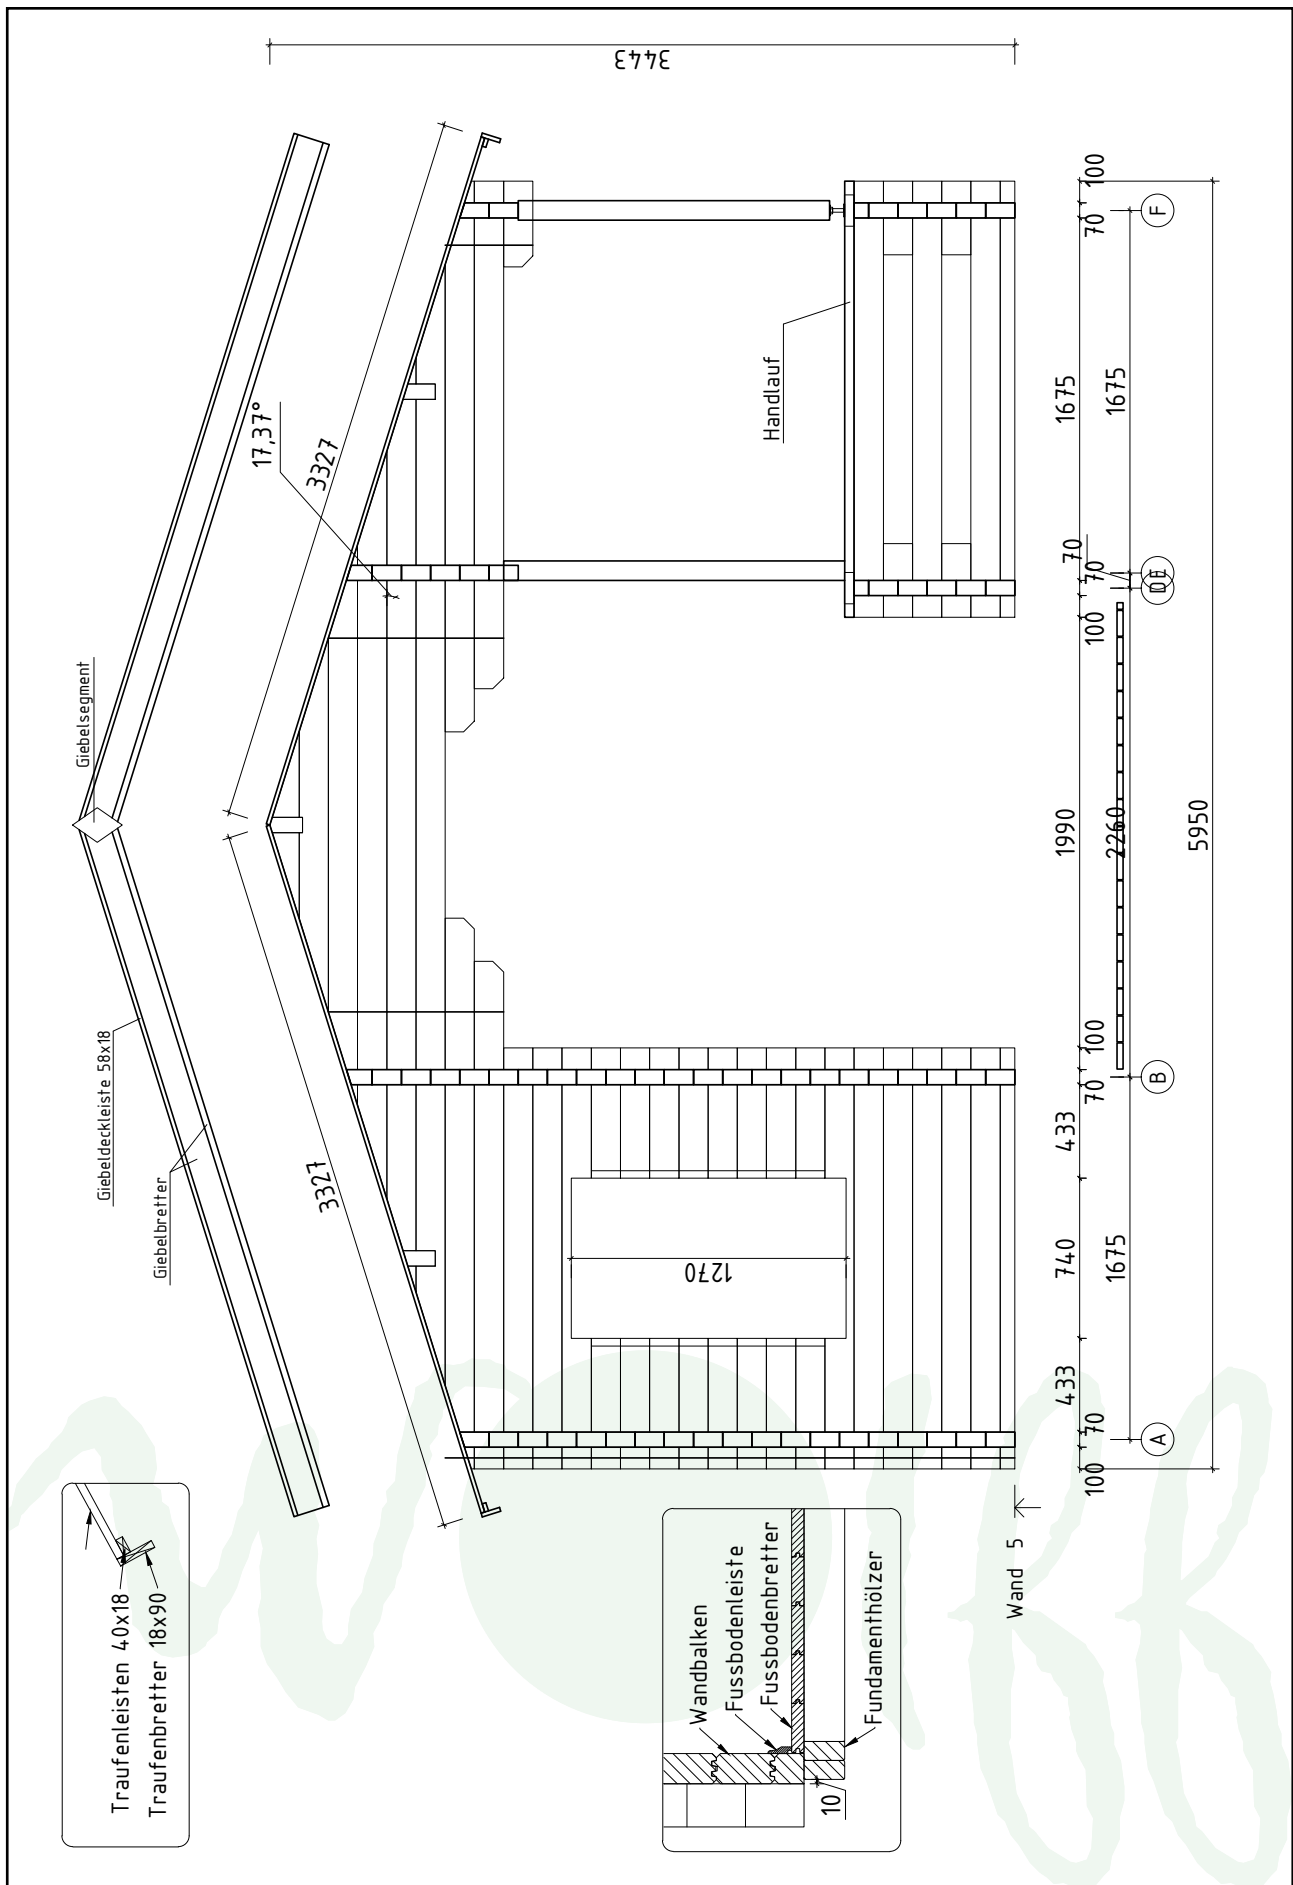 Traufenleisten 40x18
Traufenbretter 18x90
Giebelbretter
Giebeldeckleiste 58x18
Giebelsegment
3327
3327
17,37°
3443
1270
Handlauf
Wandbalken
Fussbodenleiste
Fussbodenbretter
Fundamenthölzer
10
Wand 5
100
70
433
740
433
70
100
1990
100
70
70
1675
70
100
1675
2260
1675
5950
A
B
D
E
F
wolff